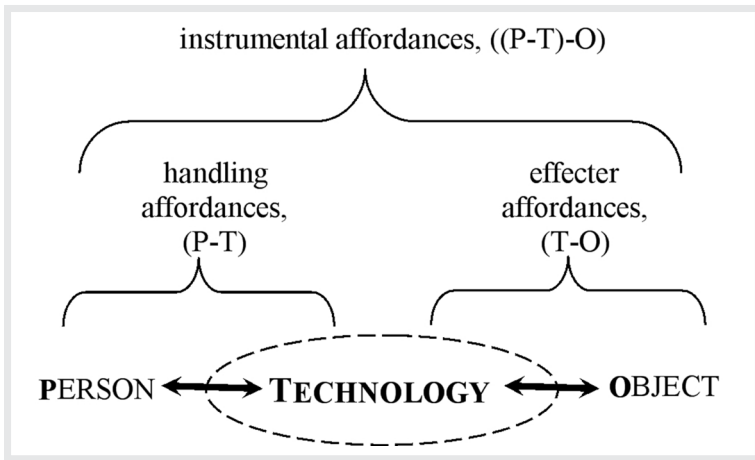 instrumental affordances, ((P-T)-O)
handling
affordances,
(P-T)
effecter
affordances,
(T-O)
PERSON
TECHNOLOGY
OBJECT